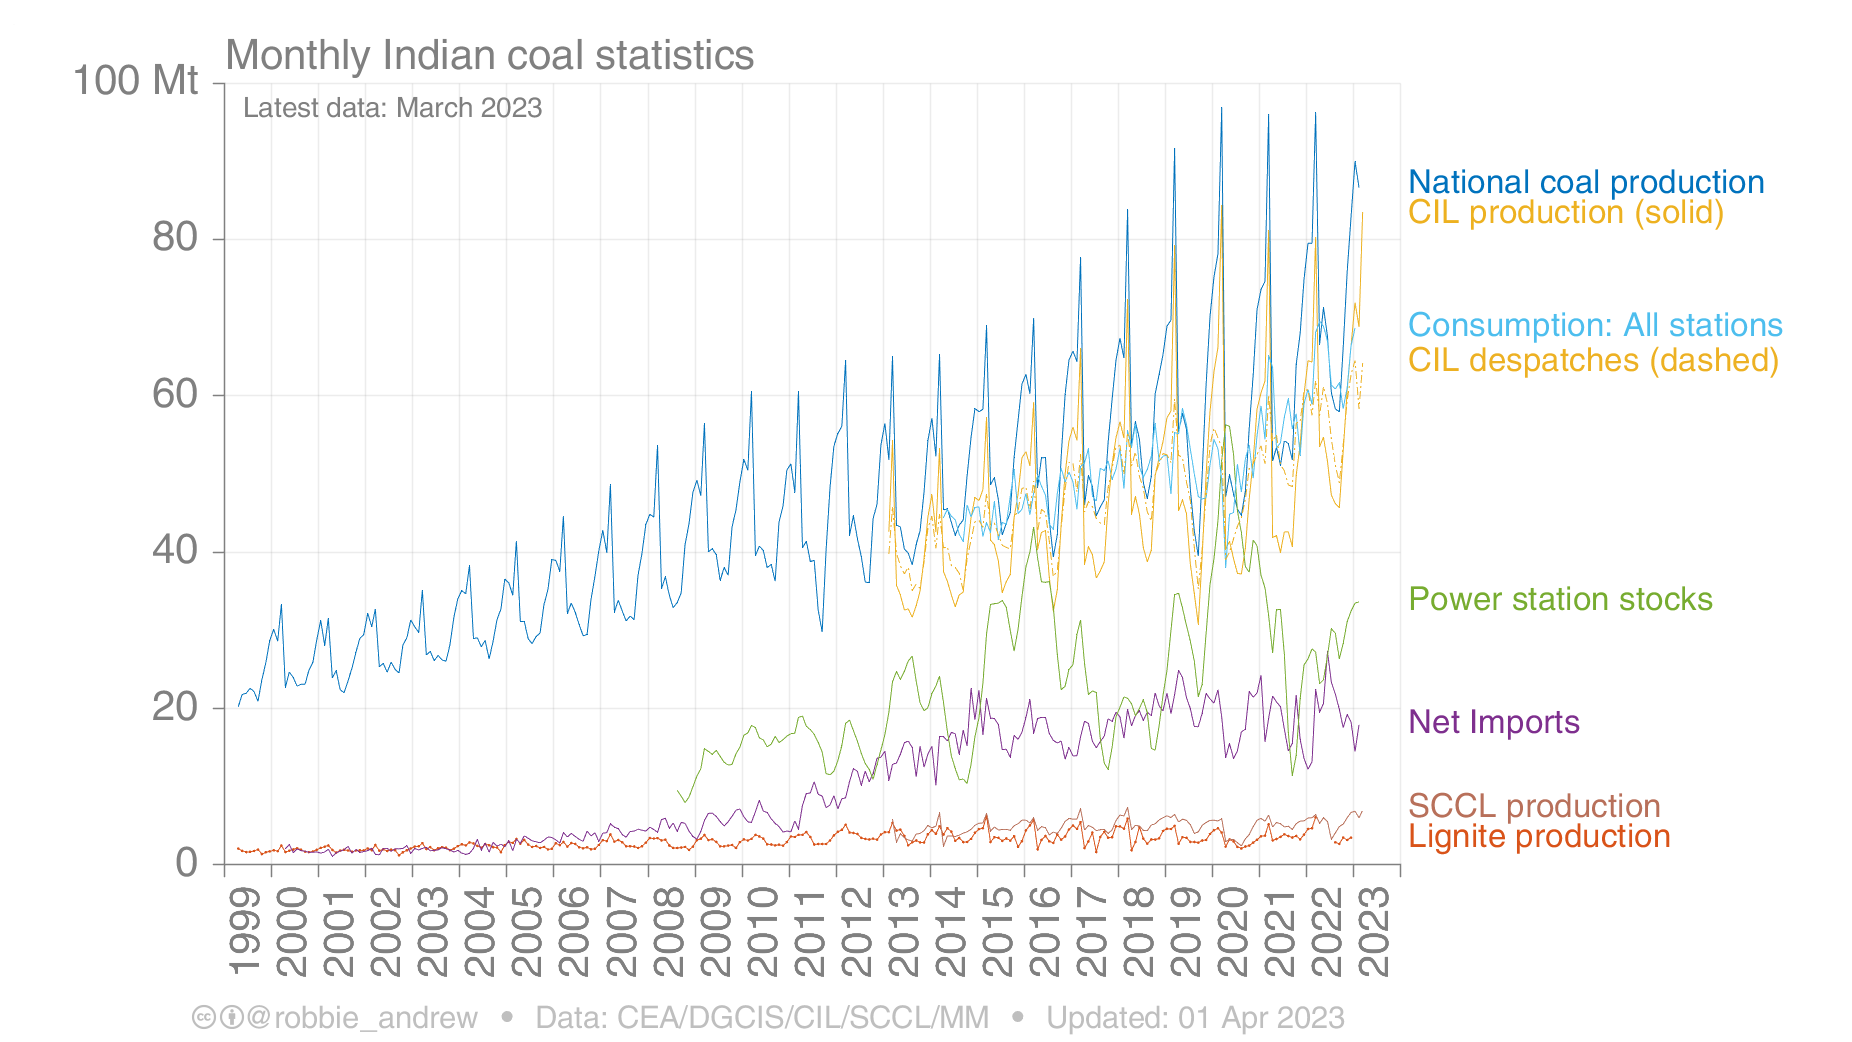 Monthly Indian coal statistics
100 Mt
Latest data: March 2023
80
60
40
20
0
National coal production
CIL production (solid)
Consumption: All stations
CIL despatches (dashed)
Power station stocks
Net Imports
SCCL production
Lignite production
1999
2000
2001
2002
2003
2004
2005
2006
2007
2008
2009
2010
2011
2012
2013
2014
2015
2016
2017
2018
2019
2020
2021
2022
2023
@robbie_andrew • Data: CEA/DGCIS/CIL/SCCL/MM • Updated: 01 Apr 2023